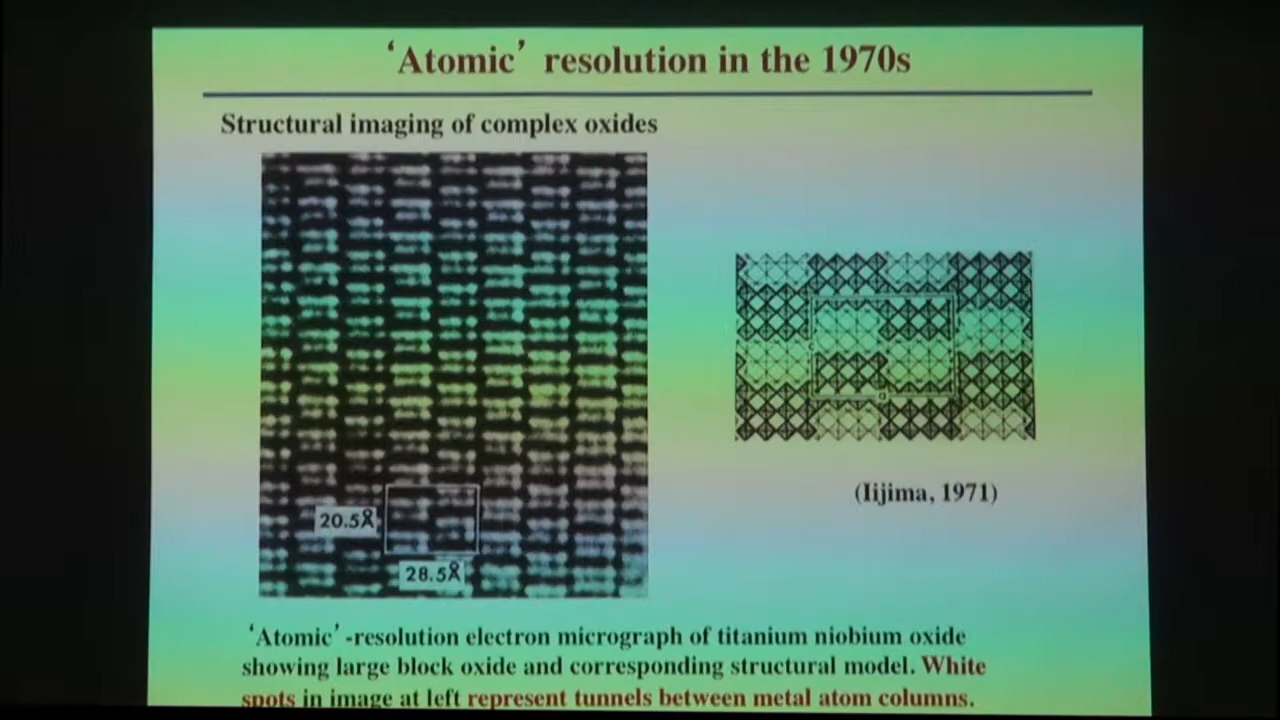 ‘Atomic’ resolution in the 1970s
Structural imaging of complex oxides
20.5Å
28.5Å
a
(Iijima, 1971)
‘Atomic’-resolution electron micrograph of titanium niobium oxide
showing large block oxide and corresponding structural model. White
spots in image at left represent tunnels between metal atom columns.